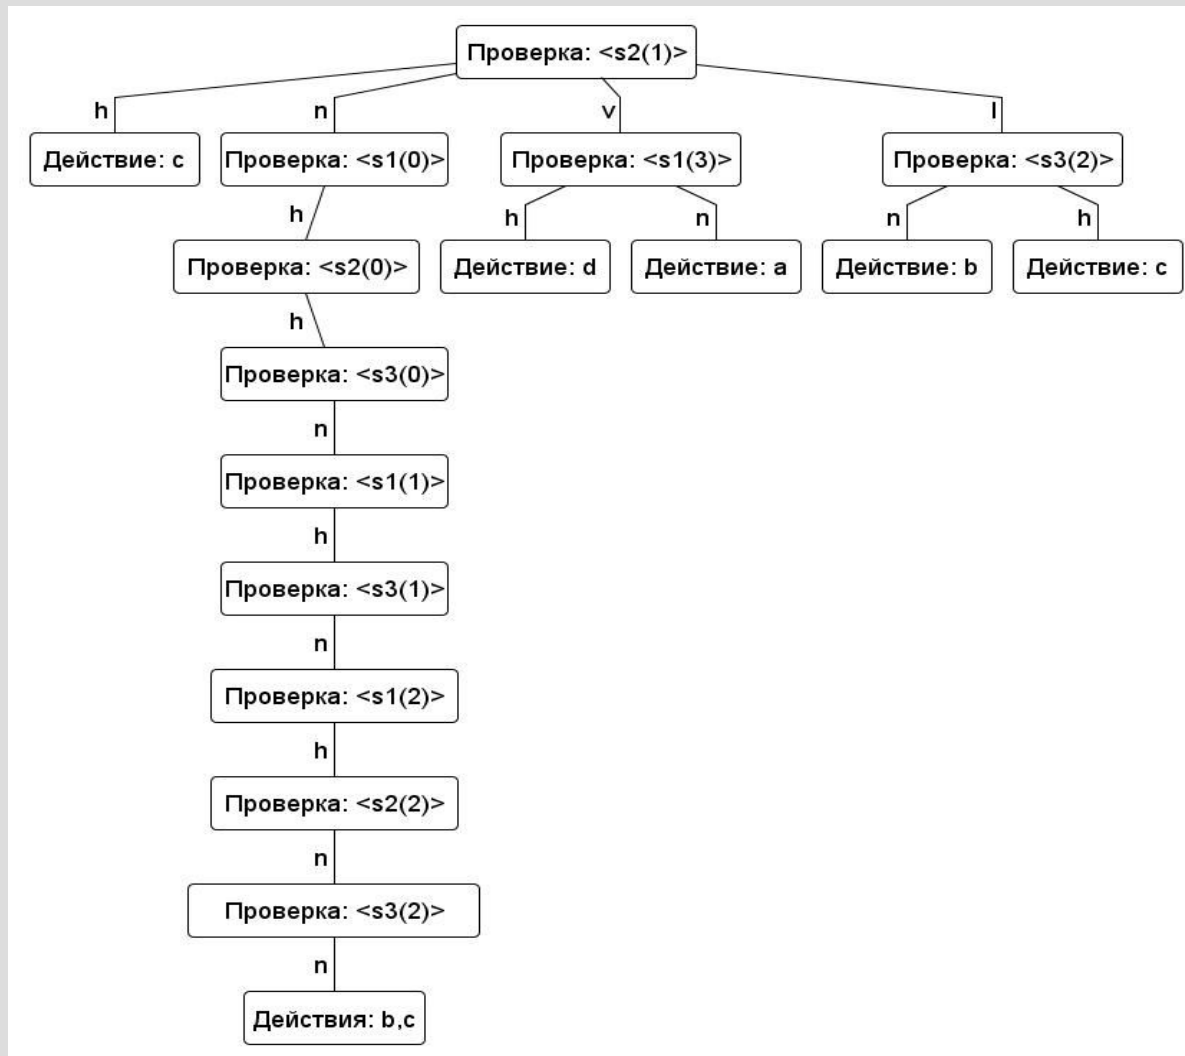 Проверка: <s2(1)>
h
n
v
l
Действие: c
Проверка: <s1(0)>
Проверка: <s1(3)>
Проверка: <s3(2)>
h
h
n
n
h
Проверка: <s2(0)>
Действие: d
Действие: a
Действие: b
Действие: c
h
Проверка: <s3(0)>
n
Проверка: <s1(1)>
h
Проверка: <s3(1)>
n
Проверка: <s1(2)>
h
Проверка: <s2(2)>
n
Проверка: <s3(2)>
n
Действия: b,c